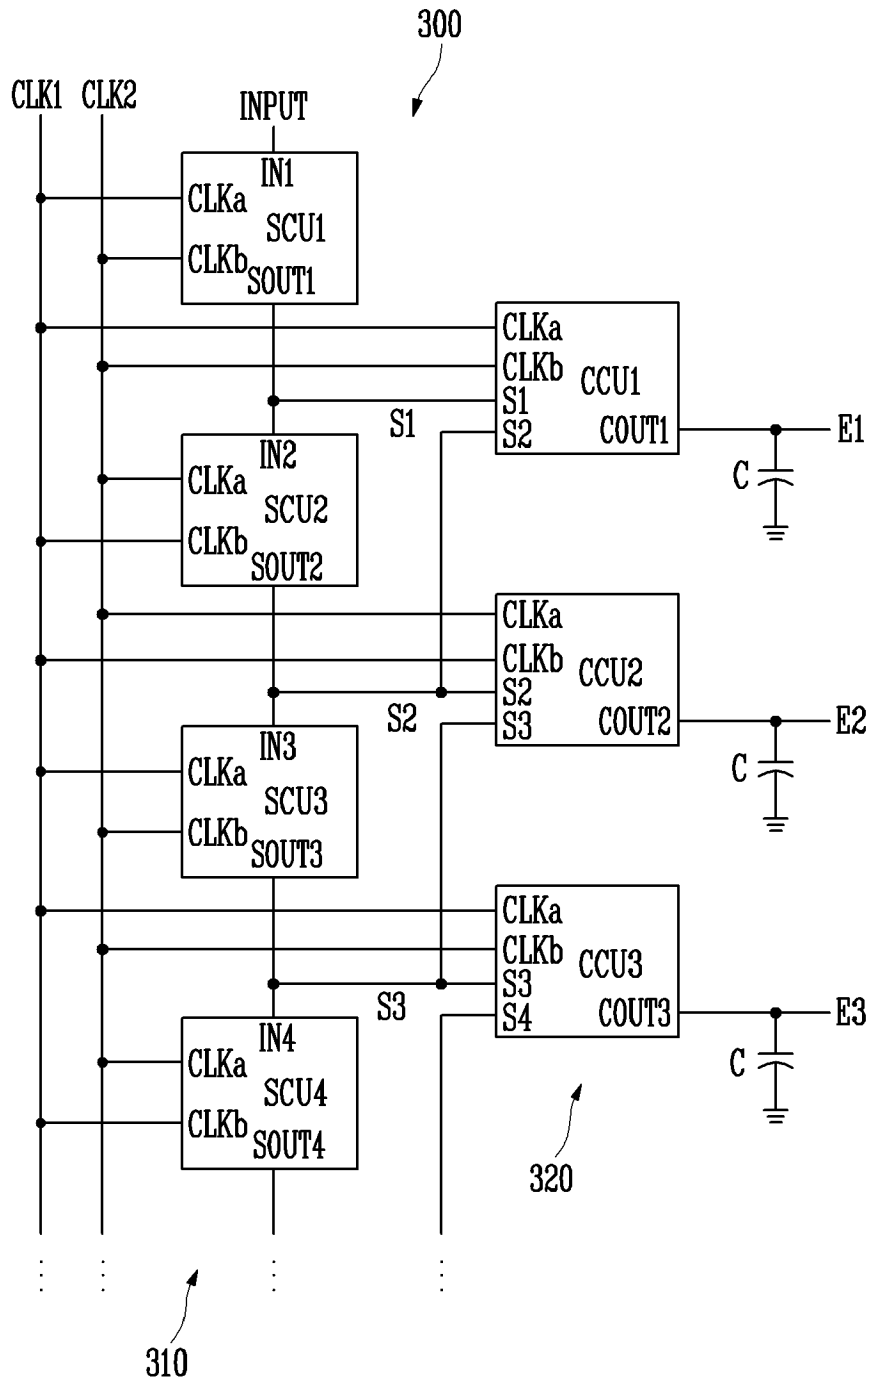 300
CLK1 CLK2 INPUT
IN1
CLKa
SCU1
CLKb
SOUT1
CLKa
CLKb
CCU1
S1
S2
COUT1
E1
S1
C
IN2
CLKa
SCU2
CLKb
SOUT2
CLKa
CLKb
CCU2
S2
S3
COUT2
E2
S2
C
IN3
CLKa
SCU3
CLKb
SOUT3
CLKa
CLKb
CCU3
S3
S4
COUT3
E3
S3
C
IN4
CLKa
SCU4
CLKb
SOUT4
320
310